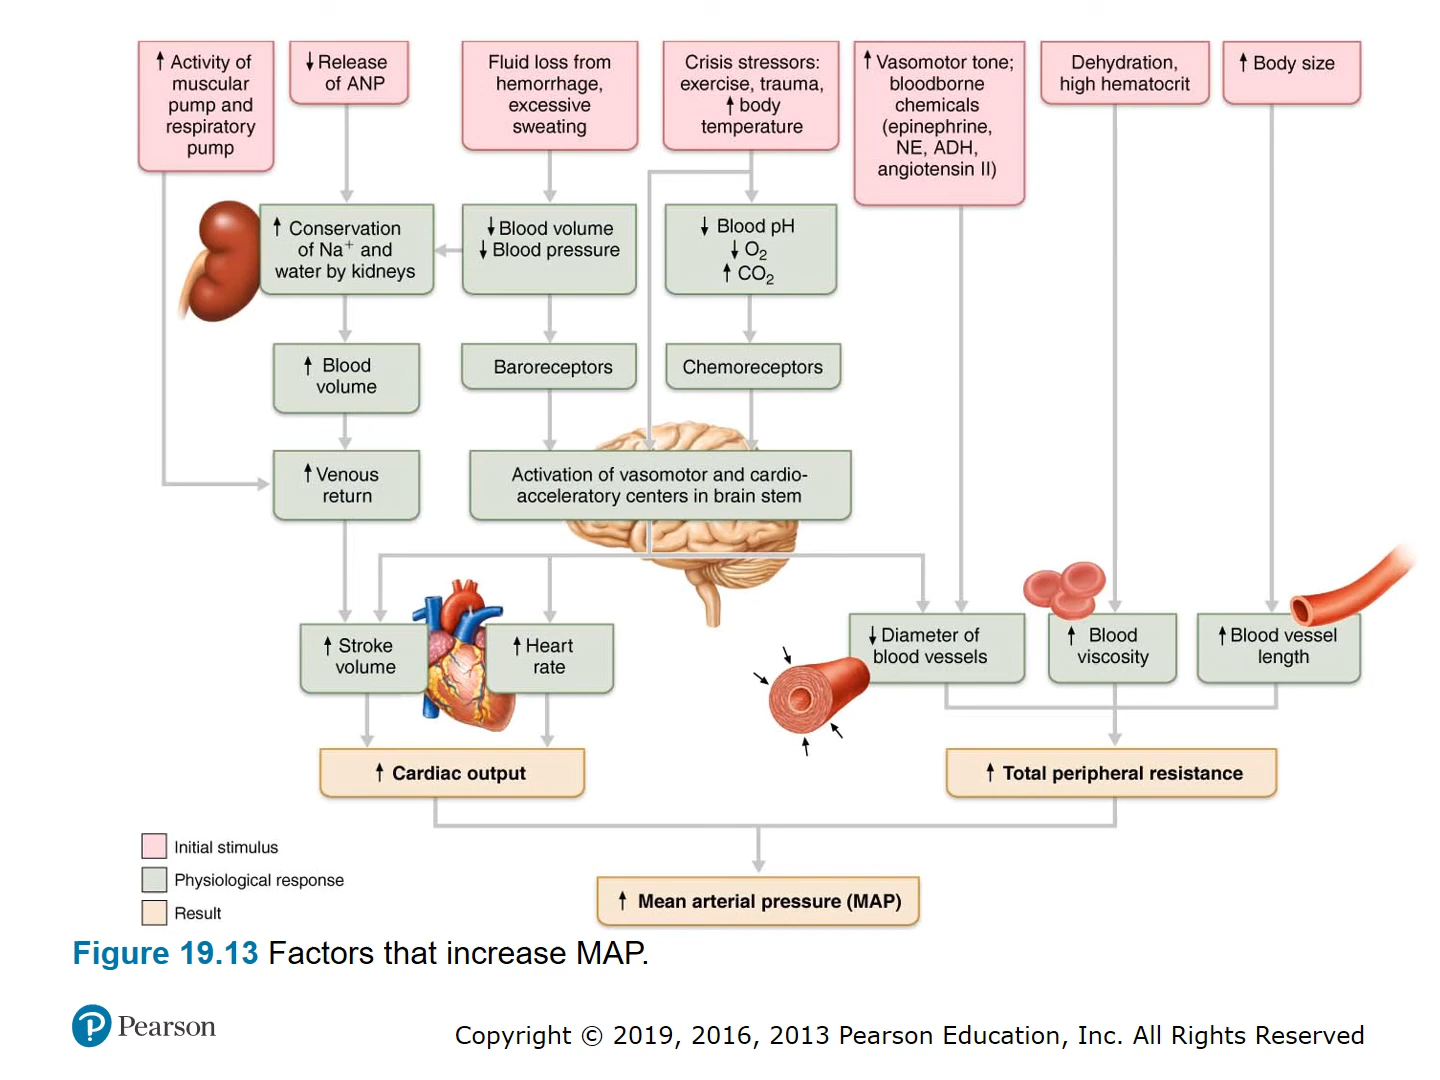 ↑ Activity of
muscular
pump and
respiratory
pump
↓ Release
of ANP
Fluid loss from
hemorrhage,
excessive
sweating
Crisis stressors:
exercise, trauma,
↑ body
temperature
↑ Vasomotor tone;
bloodborne
chemicals
(epinephrine,
NE, ADH,
angiotensin II)
Dehydration,
high hematocrit
↑ Body size
↑ Conservation
of Na⁺ and
water by kidneys
↓ Blood volume
↓ Blood pressure
↓ Blood pH
↓ O₂
↑ CO₂
↑ Blood
volume
Baroreceptors
Chemoreceptors
↑ Venous
return
Activation of vasomotor and cardio-
acceleratory centers in brain stem
↑ Stroke
volume
↑ Heart
rate
↓ Diameter of
blood vessels
↑ Blood
viscosity
↑ Blood vessel
length
↑ Cardiac output
↑ Total peripheral resistance
Initial stimulus
Physiological response
Result
↑ Mean arterial pressure (MAP)
Figure 19.13 Factors that increase MAP.
P Pearson
Copyright © 2019, 2016, 2013 Pearson Education, Inc. All Rights Reserved